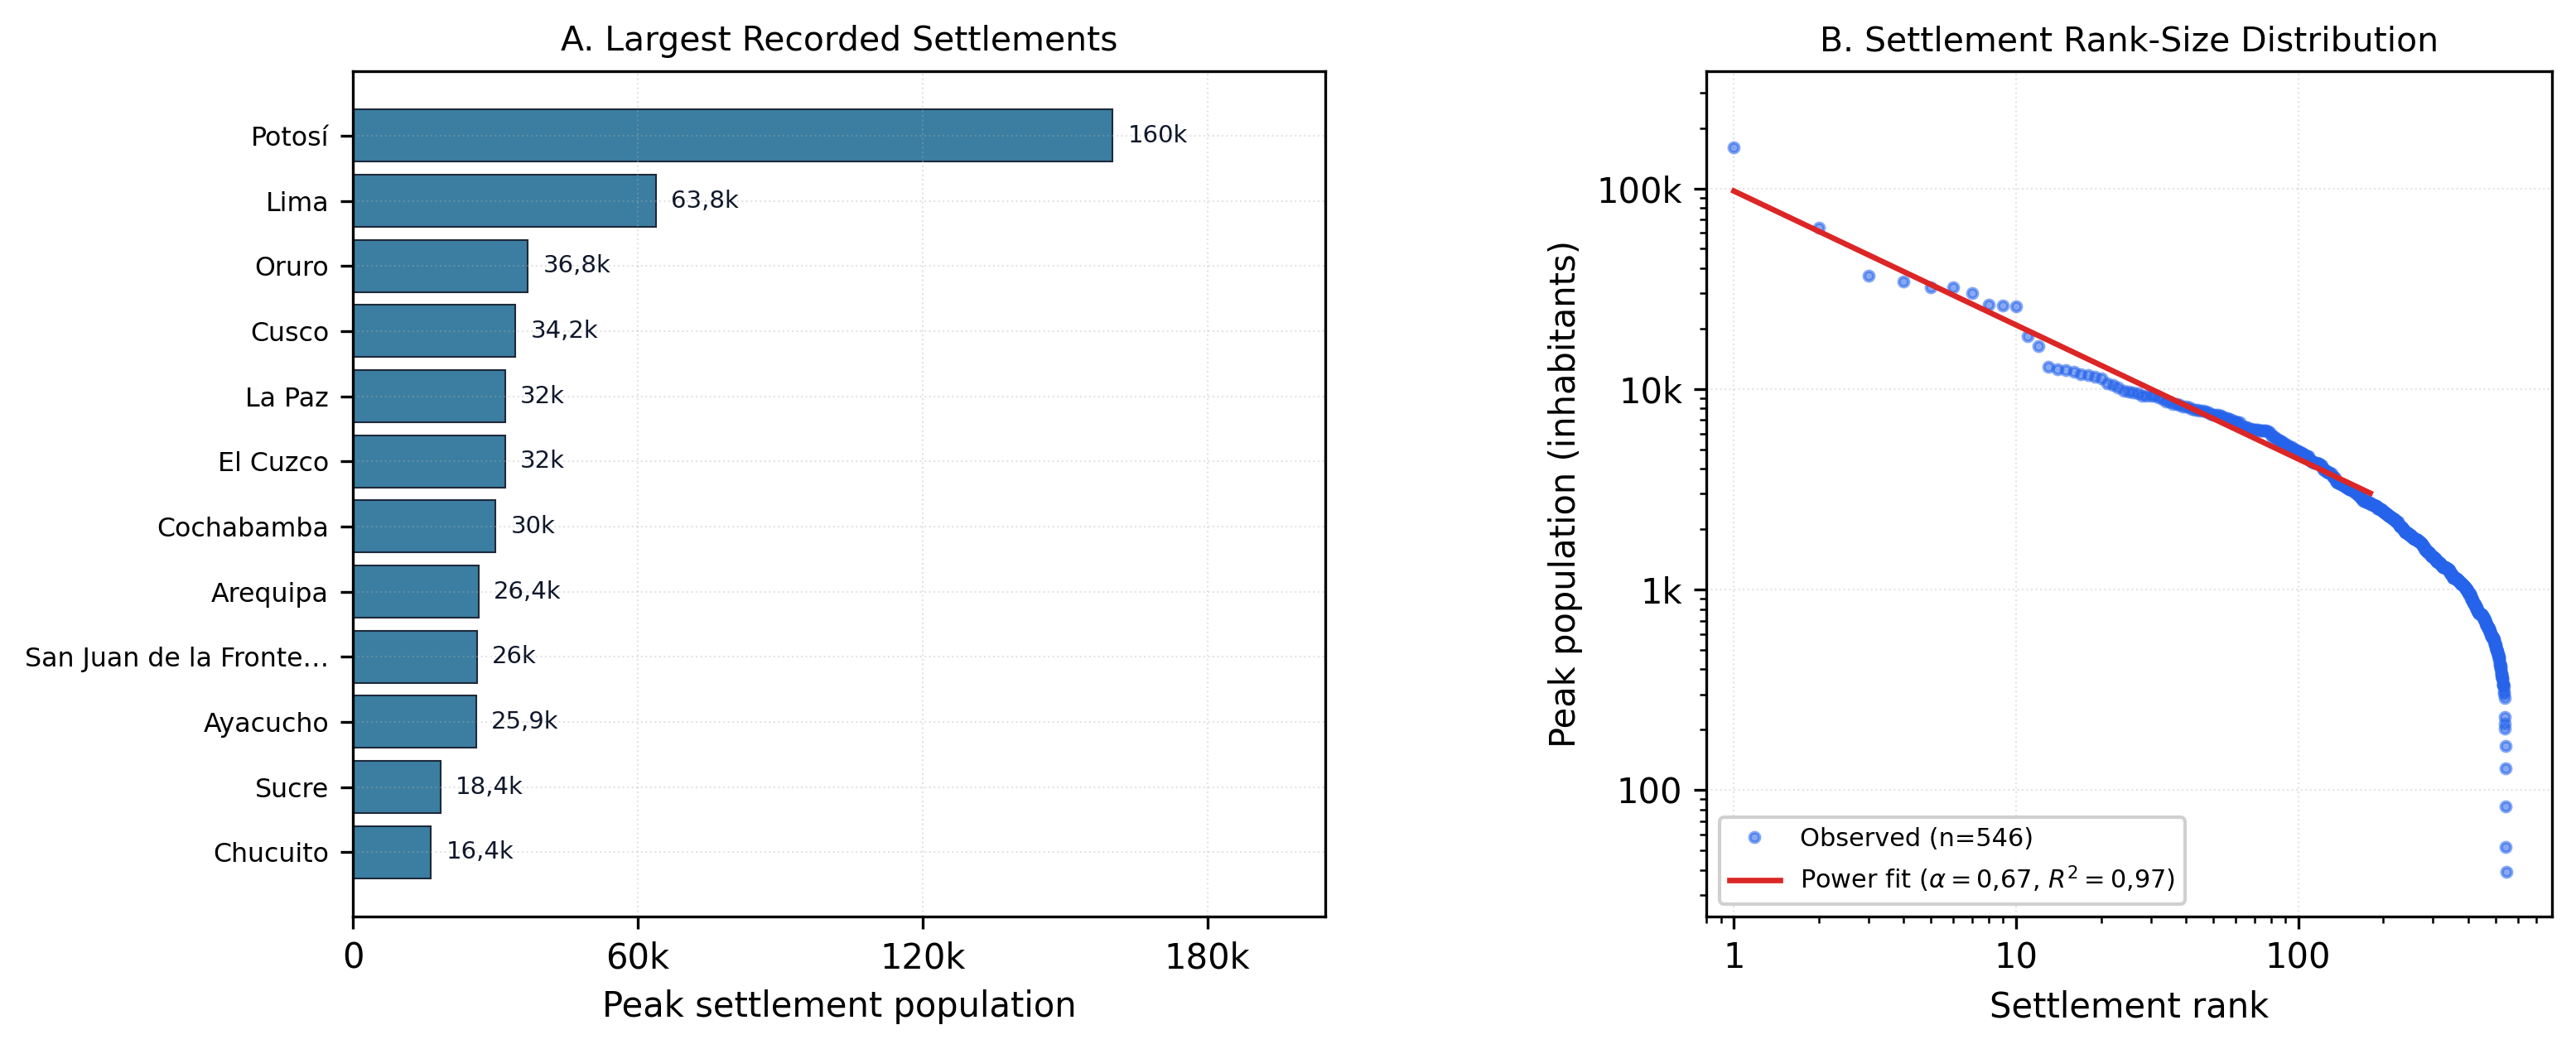 A. Largest Recorded Settlements
Potosí
160k
Lima
63,8k
Oruro
36,8k
Cusco
34,2k
La Paz
32k
El Cuzco
32k
Cochabamba
30k
Arequipa
26,4k
San Juan de la Fronte...
26k
Ayacucho
25,9k
Sucre
18,4k
Chucuito
16,4k
0 60k 120k 180k
Peak settlement population
B. Settlement Rank-Size Distribution
Peak population (inhabitants)
100k
10k
1k
100
Observed (n=546)
Power fit (α = 0,67, R² = 0,97)
1 10 100
Settlement rank